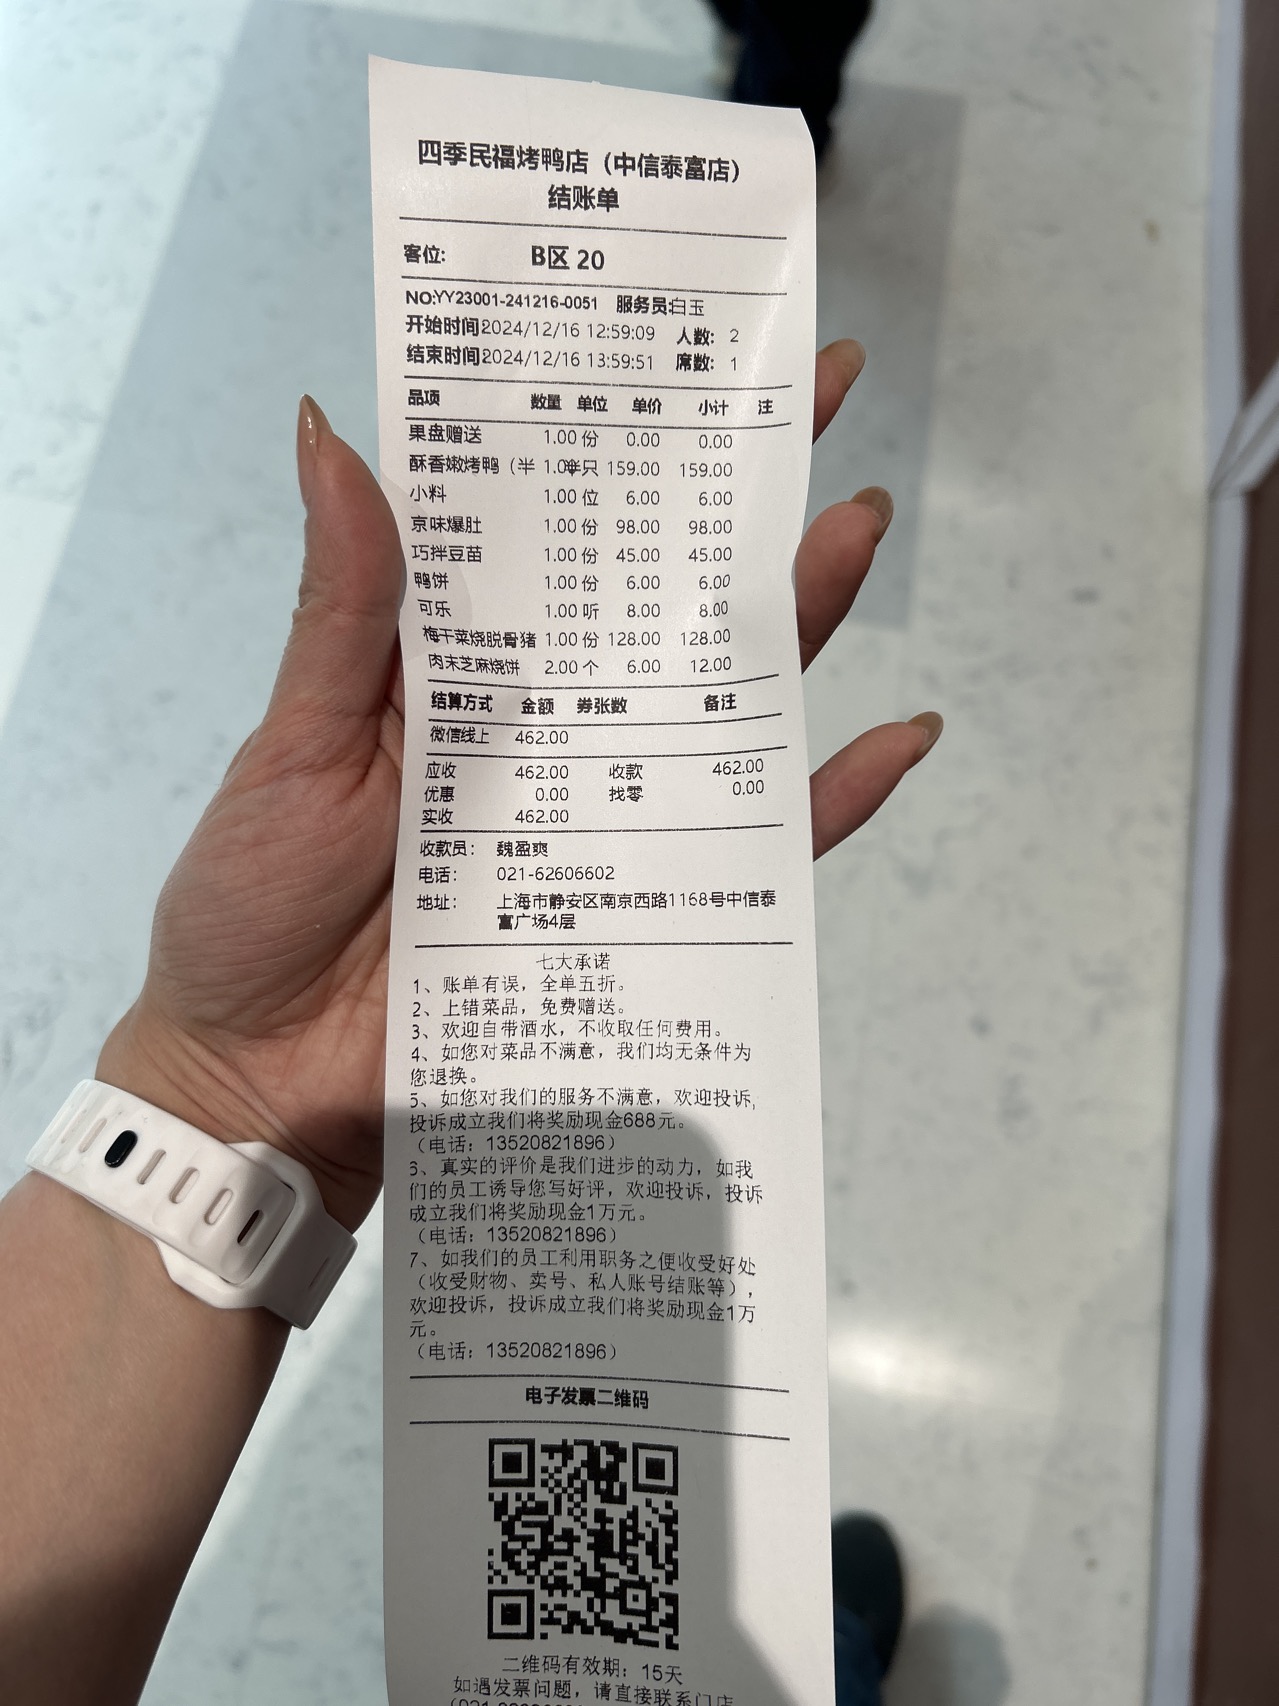 四季民福烤鸭店（中信泰富店）
结账单
客位: B区 20
NO:YY23001-241216-0051 服务员:白玉
开始时间2024/12/16 12:59:09 人数: 2
结束时间2024/12/16 13:59:51 席数: 1
品项 数量 单位 单价 小计 注
果盘赠送 1.00 份 0.00 0.00
酥香嫩烤鸭（半 1.00 只 159.00 159.00
小料 1.00 位 6.00 6.00
京味爆肚 1.00 份 98.00 98.00
巧拌豆苗 1.00 份 45.00 45.00
鸭饼 1.00 份 6.00 6.00
可乐 1.00 听 8.00 8.00
梅干菜烧脱骨猪 1.00 份 128.00 128.00
肉末芝麻烧饼 2.00 个 6.00 12.00
结算方式 金额 券张数 备注
微信线上 462.00
应收 462.00 收款 462.00
优惠 0.00 找零 0.00
实收 462.00
收款员: 魏盈爽
电话: 021-62606602
地址: 上海市静安区南京西路1168号中信泰
富广场4层
七大承诺
1、账单有误，全单五折。
2、上错菜品，免费赠送。
3、欢迎自带酒水，不收取任何费用。
4、如您对菜品不满意，我们均无条件为
您退换。
5、如您对我们的服务不满意，欢迎投诉，
投诉成立我们将奖励现金688元。
（电话：13520821896）
6、真实的评价是我们进步的动力，如我
们的员工诱导您写好评，欢迎投诉，投诉
成立我们将奖励现金1万元。
（电话：13520821896）
7、如我们的员工利用职务之便收受好处
（收受财物、卖号、私人账号结账等），
欢迎投诉，投诉成立我们将奖励现金1万
元。
（电话：13520821896）
电子发票二维码
二维码有效期：15天
如遇发票问题，请直接联系门店